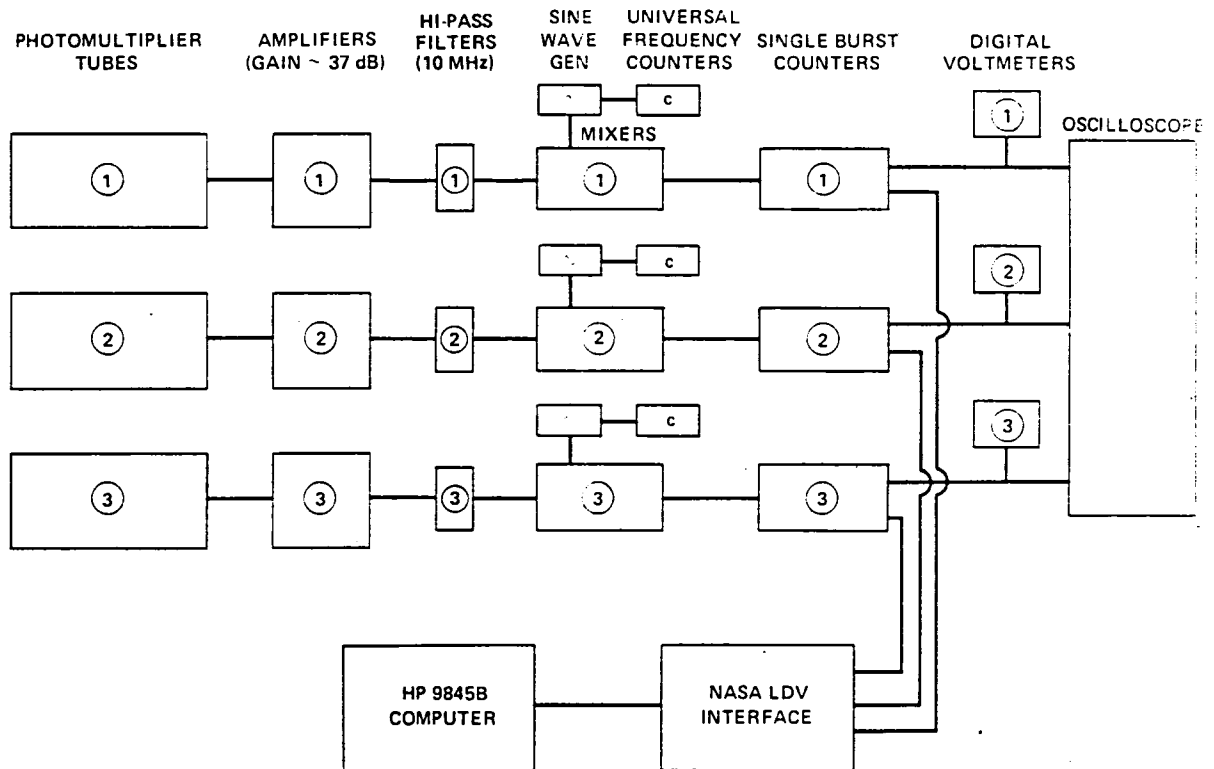 PHOTOMULTIPLIER
TUBES
AMPLIFIERS
(GAIN ~ 37 dB)
HI-PASS
FILTERS
(10 MHz)
SINE
WAVE
GEN
UNIVERSAL
FREQUENCY
COUNTERS
SINGLE BURST
COUNTERS
DIGITAL
VOLTMETERS
OSCILLOSCOPE
MIXERS
c
1
1
1
1
1
1
c
2
2
2
2
2
2
c
3
3
3
3
3
3
HP 9845B
COMPUTER
NASA LDV
INTERFACE